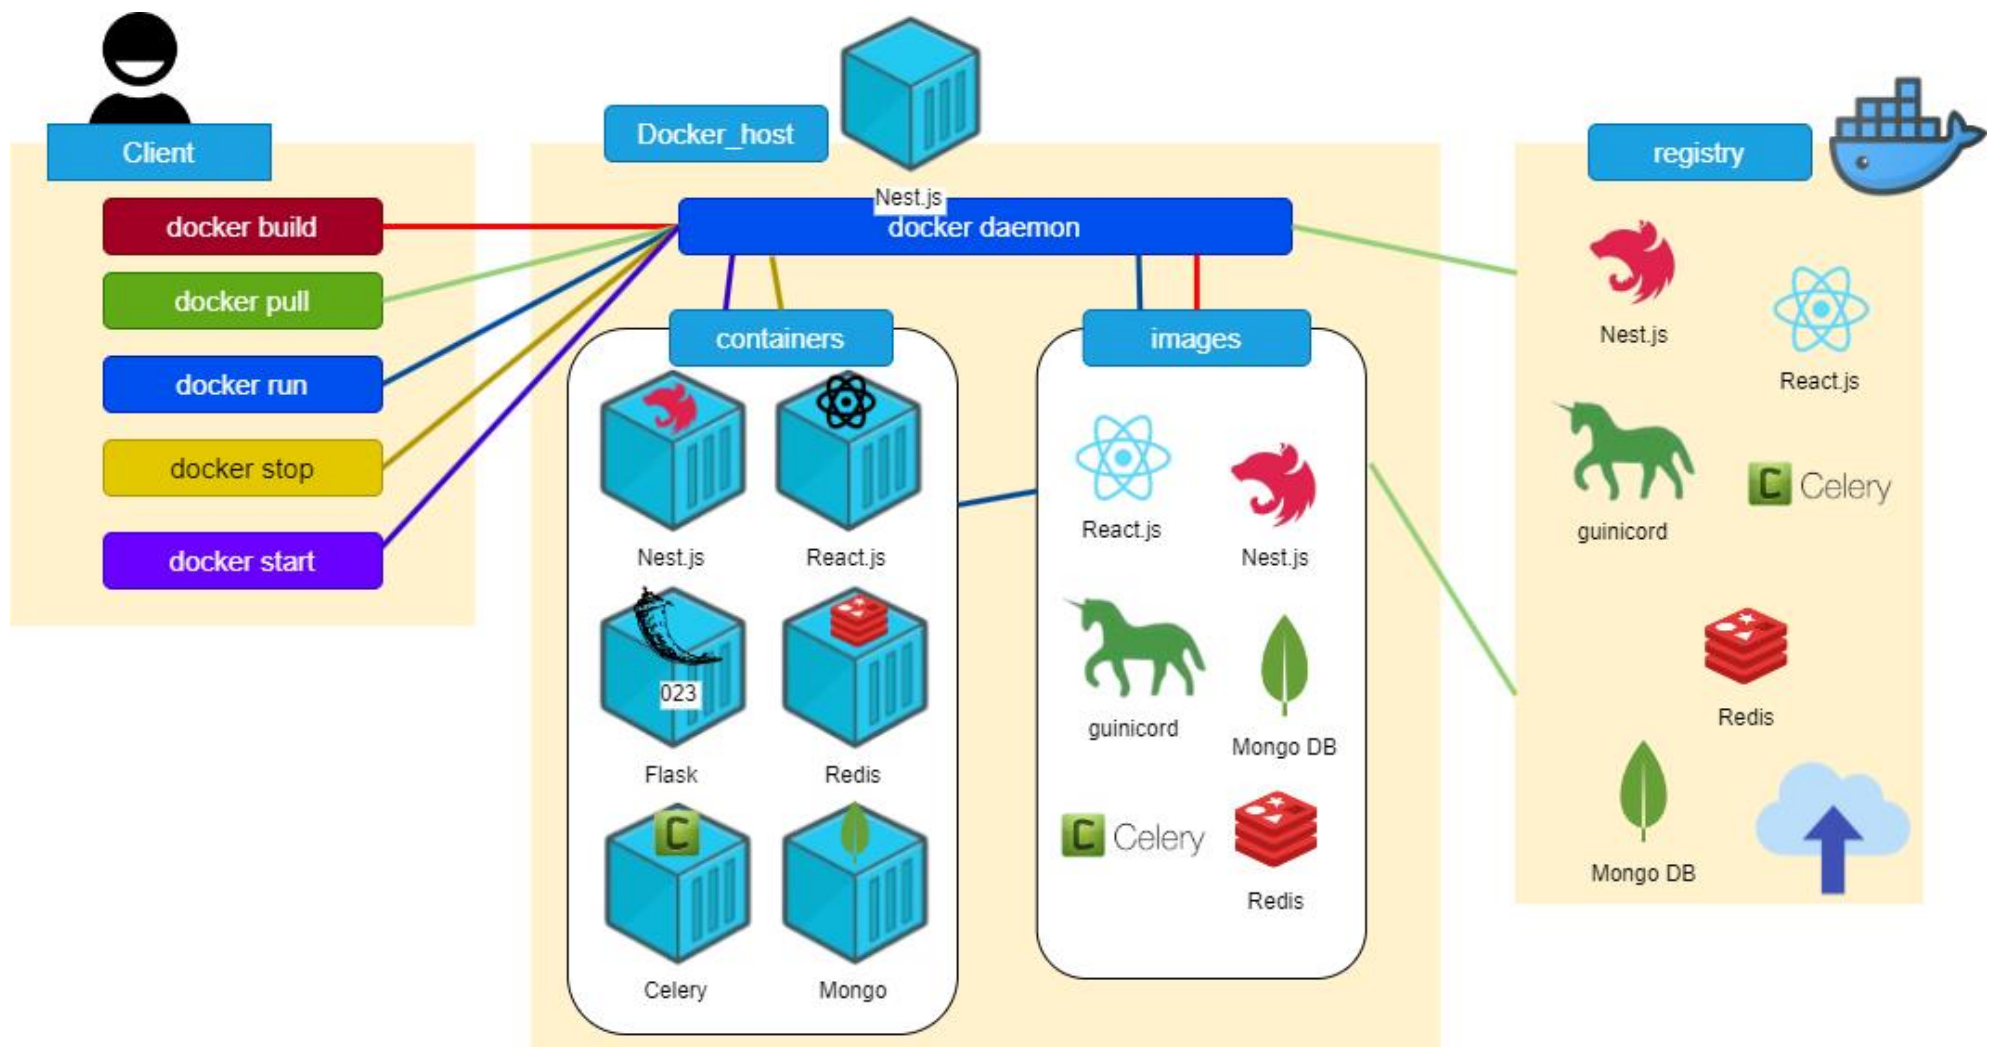 Client
docker build
docker pull
docker run
docker stop
docker start
Docker_host
Nest.js
docker daemon
containers
Nest.js
React.js
023
Flask
Redis
C
Celery
Mongo
images
React.js
Nest.js
guinicord
Mongo DB
C Celery
Redis
registry
Nest.js
React.js
guinicord
C Celery
Redis
Mongo DB